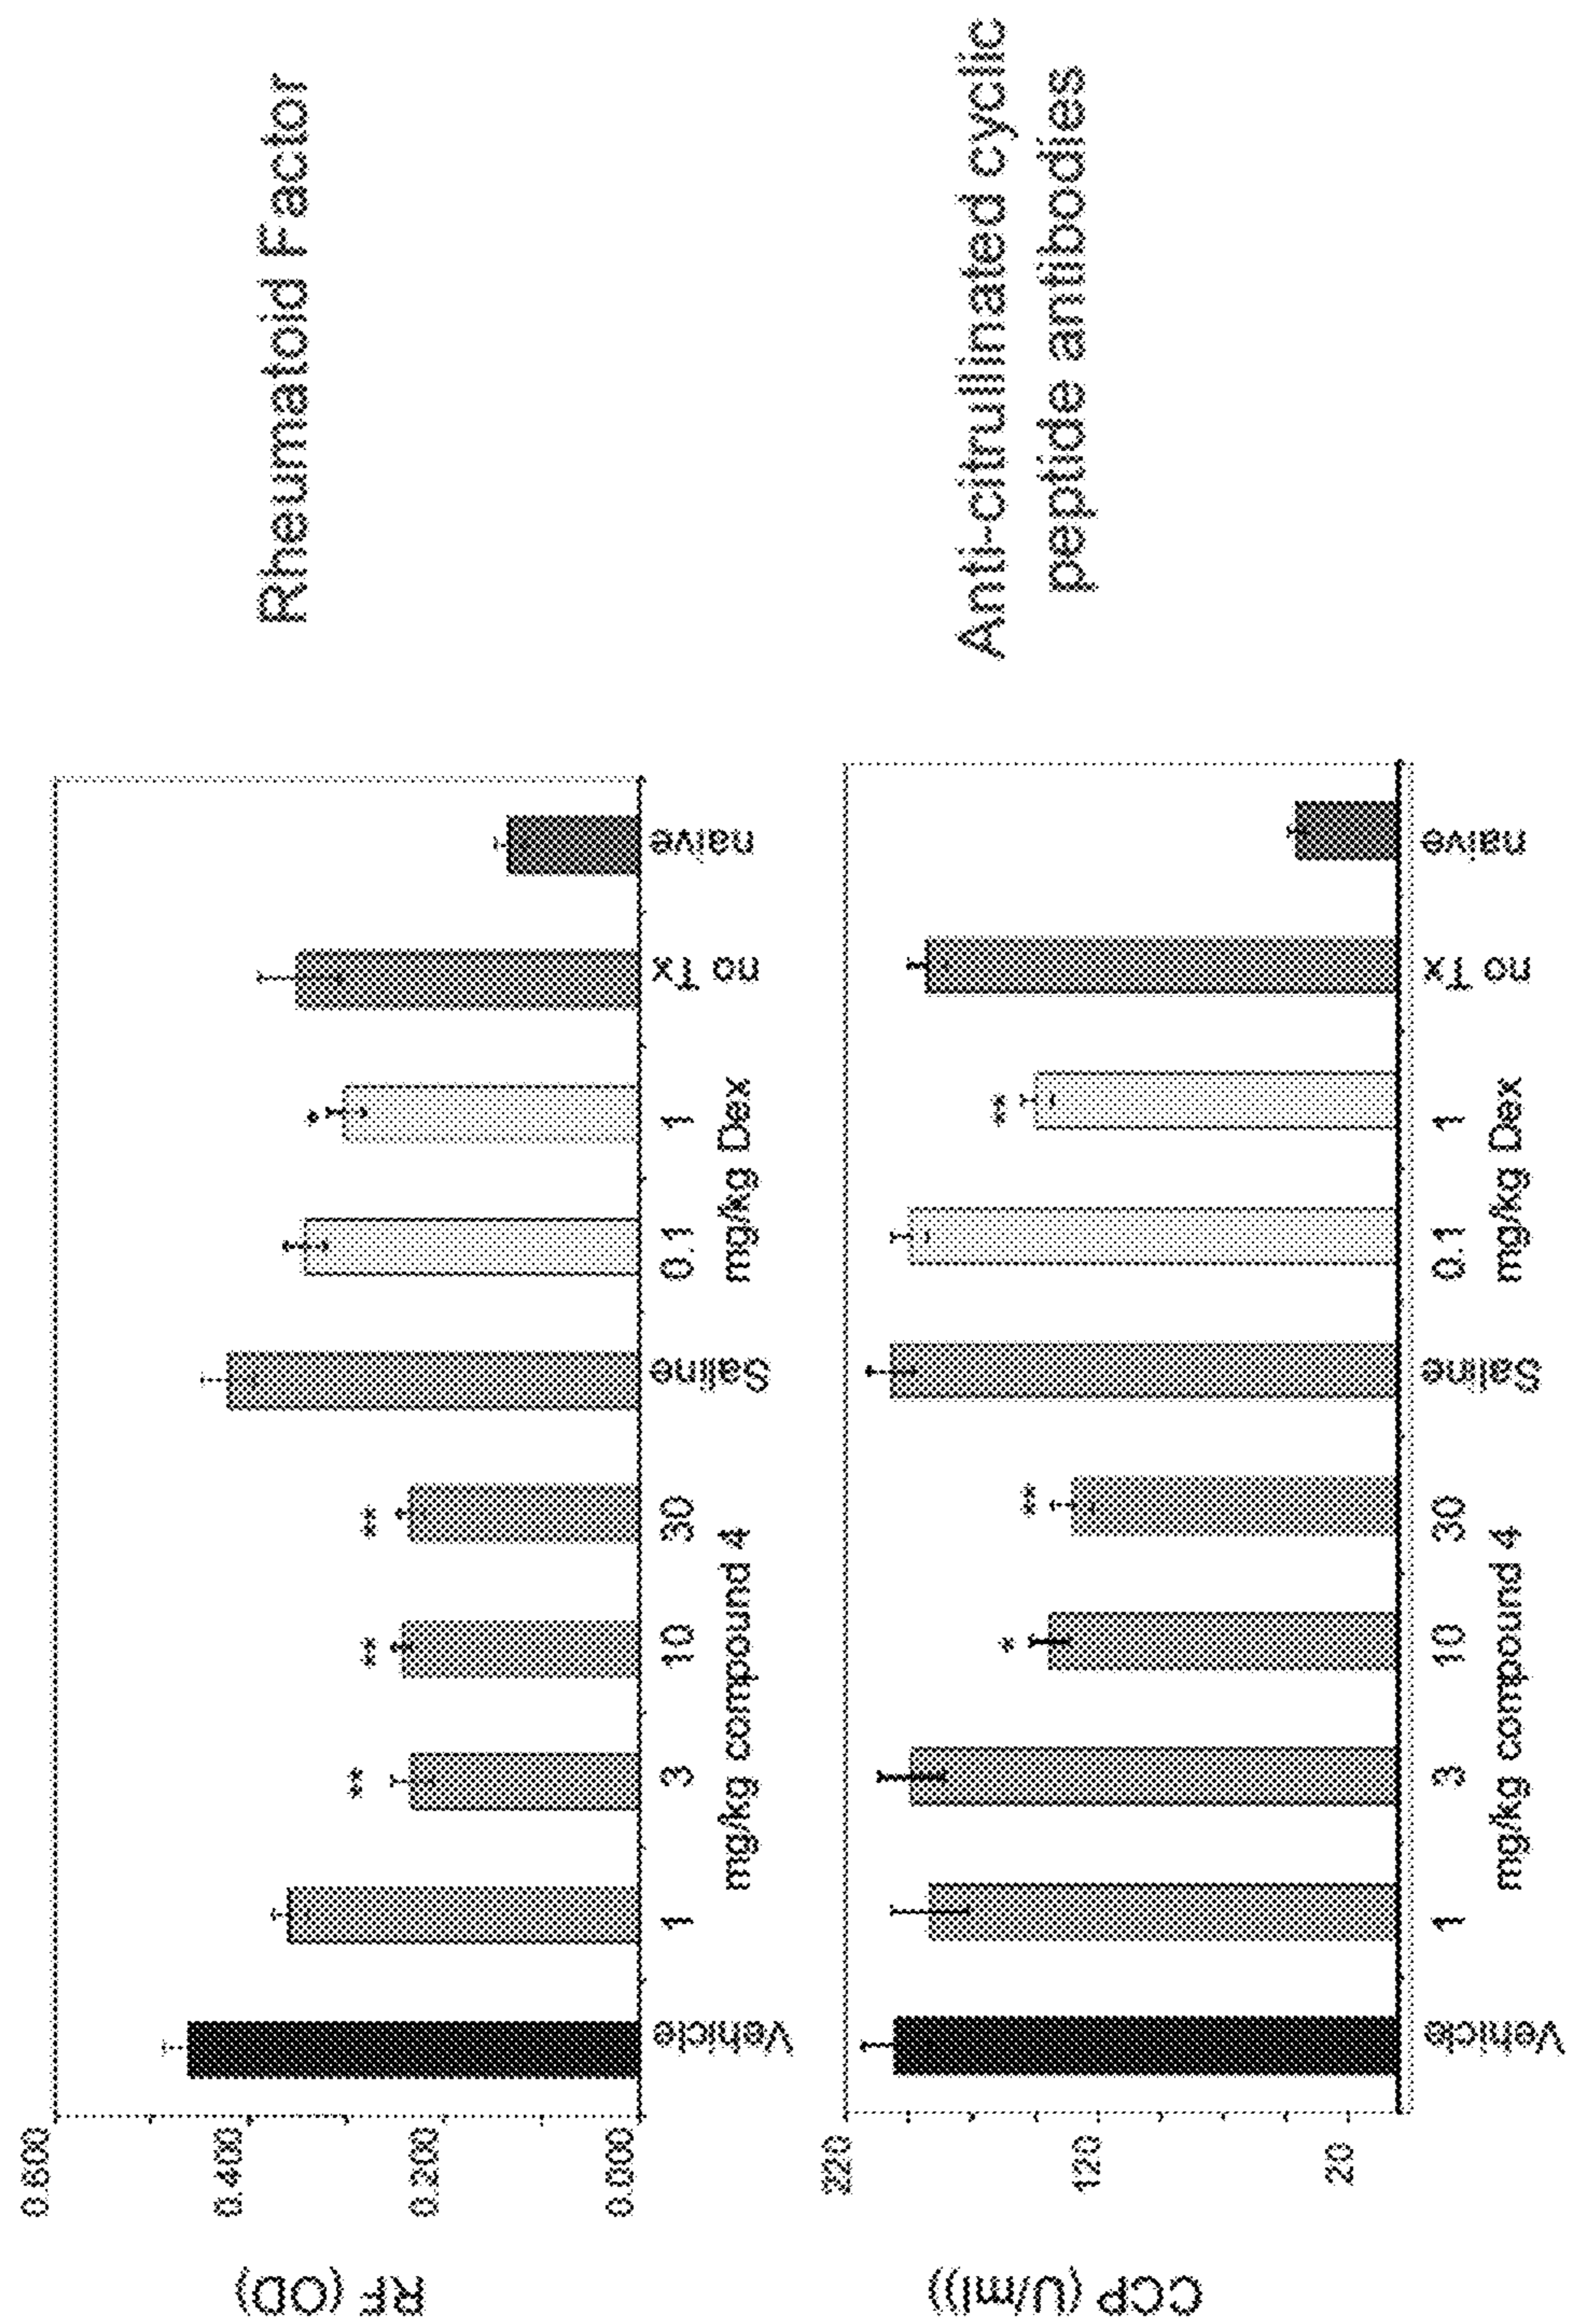 Rheumatoid Factor
RF (OD)
0.600
0.400
0.200
0.000
** ** ** *
Vehicle 1 3 10 30 Saline 0.1 1 no Tx naive
mg/kg compound 4 mg/kg Dex
Anti-citrullinated cyclic
peptide antibodies
CCP (U/ml))
220
120
20
* ** **
Vehicle 1 3 10 30 Saline 0.1 1 no Tx naive
mg/kg compound 4 mg/kg Dex